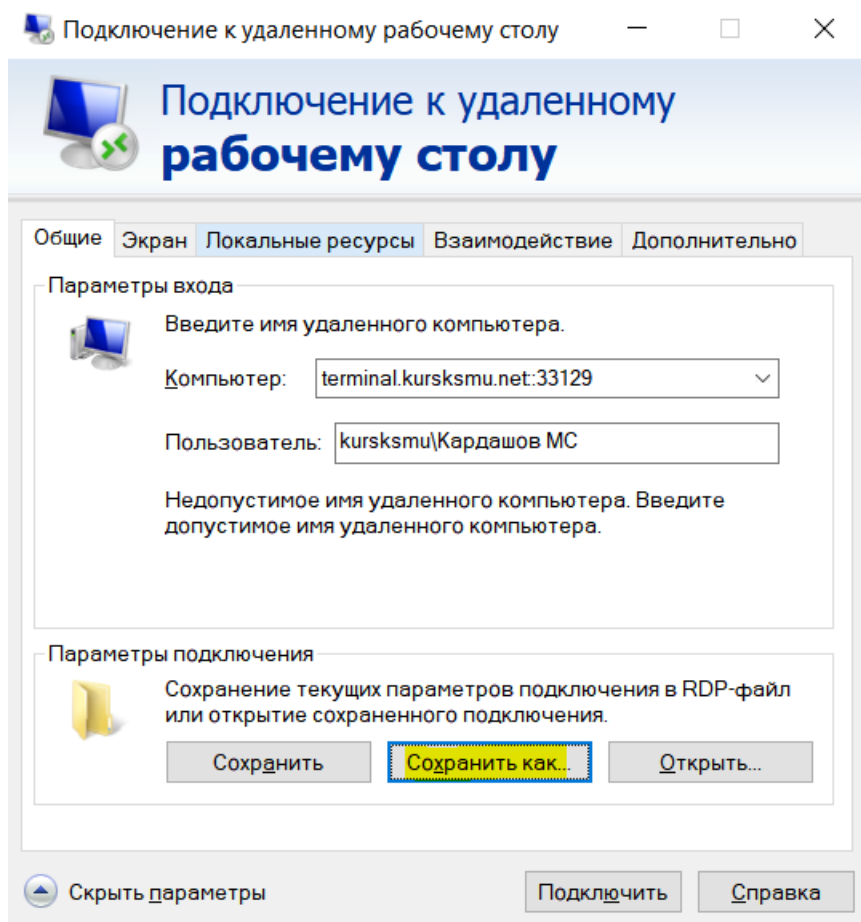 Подключение к удаленному рабочему столу
Подключение к удаленному
рабочему столу
Общие Экран Локальные ресурсы Взаимодействие Дополнительно
Параметры входа
Введите имя удаленного компьютера.
Компьютер: terminal.kursksmu.net::33129
Пользователь: kursksmu\Кардашов МС
Недопустимое имя удаленного компьютера. Введите
допустимое имя удаленного компьютера.
Параметры подключения
Сохранение текущих параметров подключения в RDP-файл
или открытие сохраненного подключения.
Сохранить Сохранить как... Открыть...
Скрыть параметры Подключить Справка